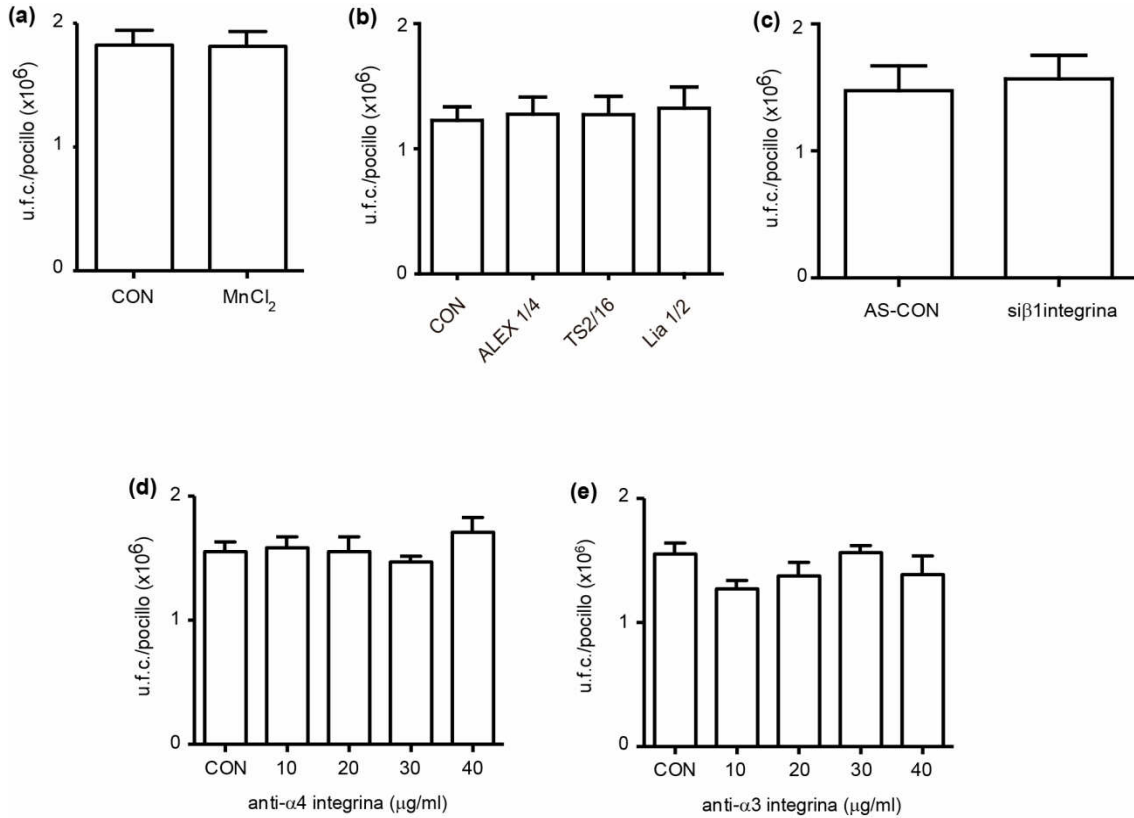 (a)
u.f.c./pocillo (x10⁶)
2
1
0
CON
MnCl₂
(b)
u.f.c./pocillo (x10⁶)
2
1
0
CON
ALEX 1/4
TS2/16
Lia 1/2
(c)
u.f.c./pocillo (x10⁶)
2
1
0
AS-CON
siβ1integrina
(d)
u.f.c./pocillo (x10⁶)
2
1
0
CON 10 20 30 40
anti-α4 integrina (μg/ml)
(e)
u.f.c./pocillo (x10⁶)
2
1
0
CON 10 20 30 40
anti-α3 integrina (μg/ml)